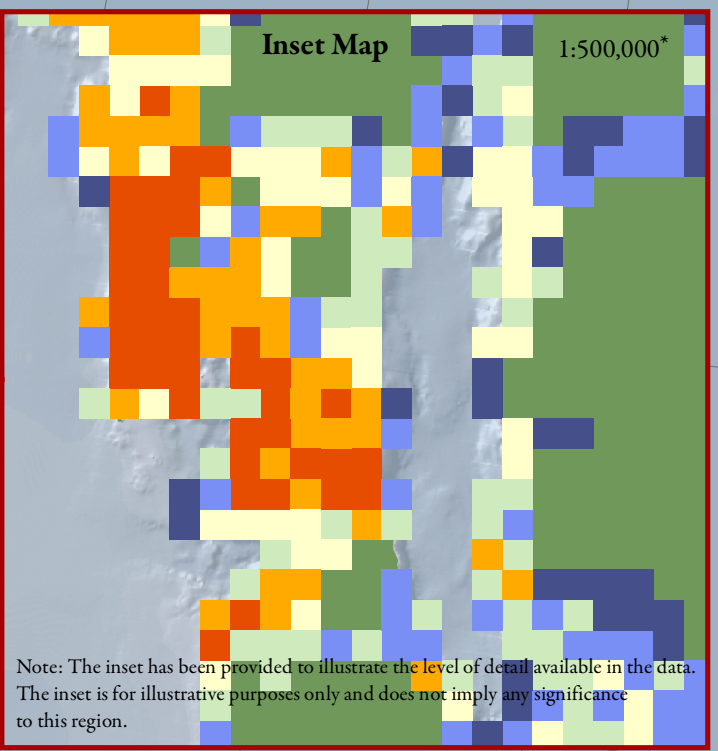 Inset Map
1:500,000*
Note: The inset has been provided to illustrate the level of detail available in the data.
The inset is for illustrative purposes only and does not imply any significance
to this region.